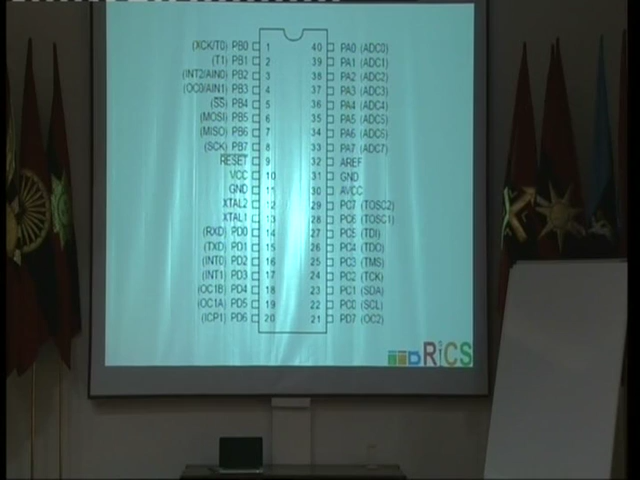 (XCK/T0) PB0 1 40 PA0 (ADC0)
(T1) PB1 2 39 PA1 (ADC1)
(INT2/AIN0) PB2 3 38 PA2 (ADC2)
(OC0/AIN1) PB3 4 37 PA3 (ADC3)
(SS) PB4 5 36 PA4 (ADC4)
(MOSI) PB5 6 35 PA5 (ADC5)
(MISO) PB6 7 34 PA6 (ADC6)
(SCK) PB7 8 33 PA7 (ADC7)
RESET 9 32 AREF
VCC 10 31 GND
GND 11 30 AVCC
XTAL2 12 29 PC7 (TOSC2)
XTAL1 13 28 PC6 (TOSC1)
(RXD) PD0 14 27 PC5 (TDI)
(TXD) PD1 15 26 PC4 (TDO)
(INT0) PD2 16 25 PC3 (TMS)
(INT1) PD3 17 24 PC2 (TCK)
(OC1B) PD4 18 23 PC1 (SDA)
(OC1A) PD5 19 22 PC0 (SCL)
(ICP1) PD6 20 21 PD7 (OC2)